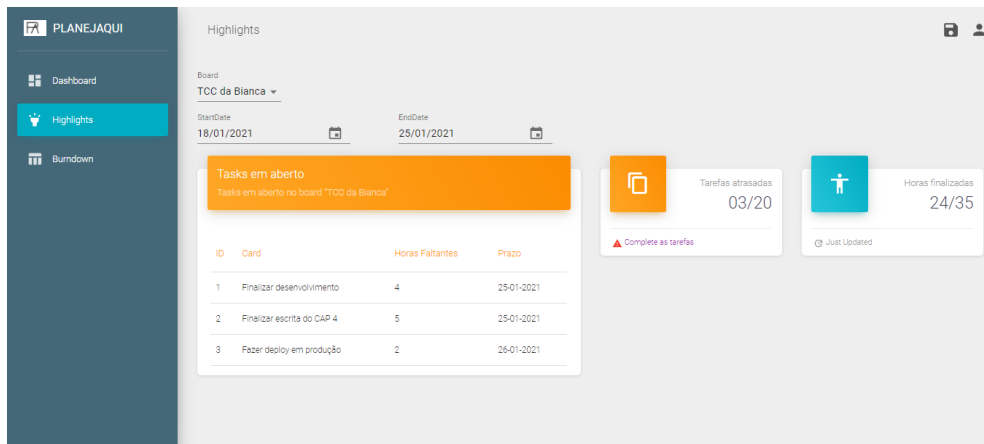 PLANEJAQUI
Highlights
Dashboard
Highlights
Burndown
Board
TCC da Bianca
StartDate
EndDate
18/01/2021
25/01/2021
Tasks em aberto
Tasks em aberto no board "TCC da Bianca"
ID Card Horas Faltantes Prazo
1 Finalizar desenvolvimento 4 25-01-2021
2 Finalizar escrita do CAP 4 5 25-01-2021
3 Fazer deploy em produção 2 26-01-2021
Tarefas atrasadas
03/20
Complete as tarefas
Horas finalizadas
24/35
Just Updated